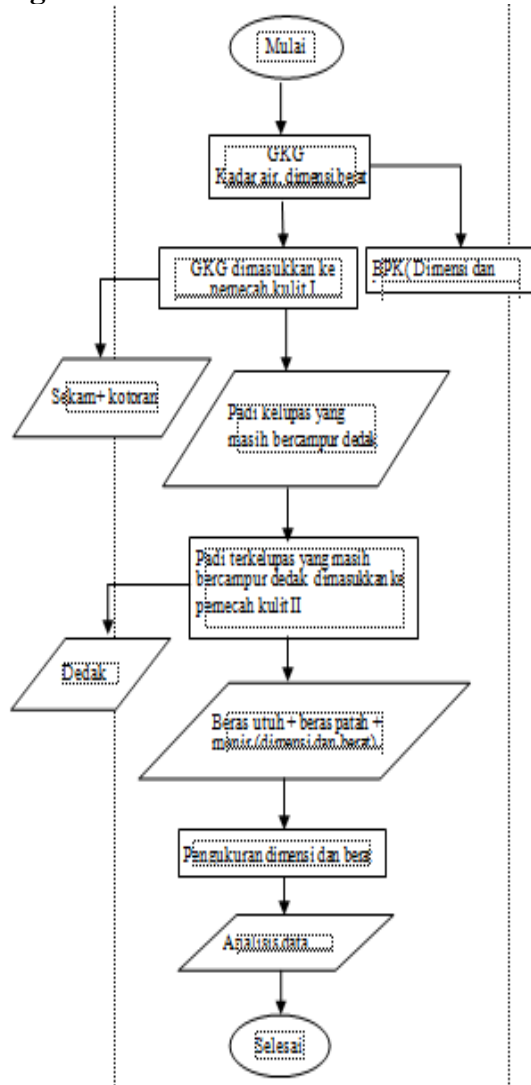 g
Mulai
GKG
Kadar air, dimensi.berat
GKG dimasukkan ke
pemecah kulit I
BPK( Dimensi dan
Sekam+ kotoran
Padi kelupas yang
masih bercampur dedak
Padi terkelupas yang masih
bercampur dedak dimasukkan ke
pemecah kulit II
Dedak
Beras utuh + beras patah +
menir (dimensi dan berat)
Pengukuran dimensi dan bera
Analisis data
Selesai